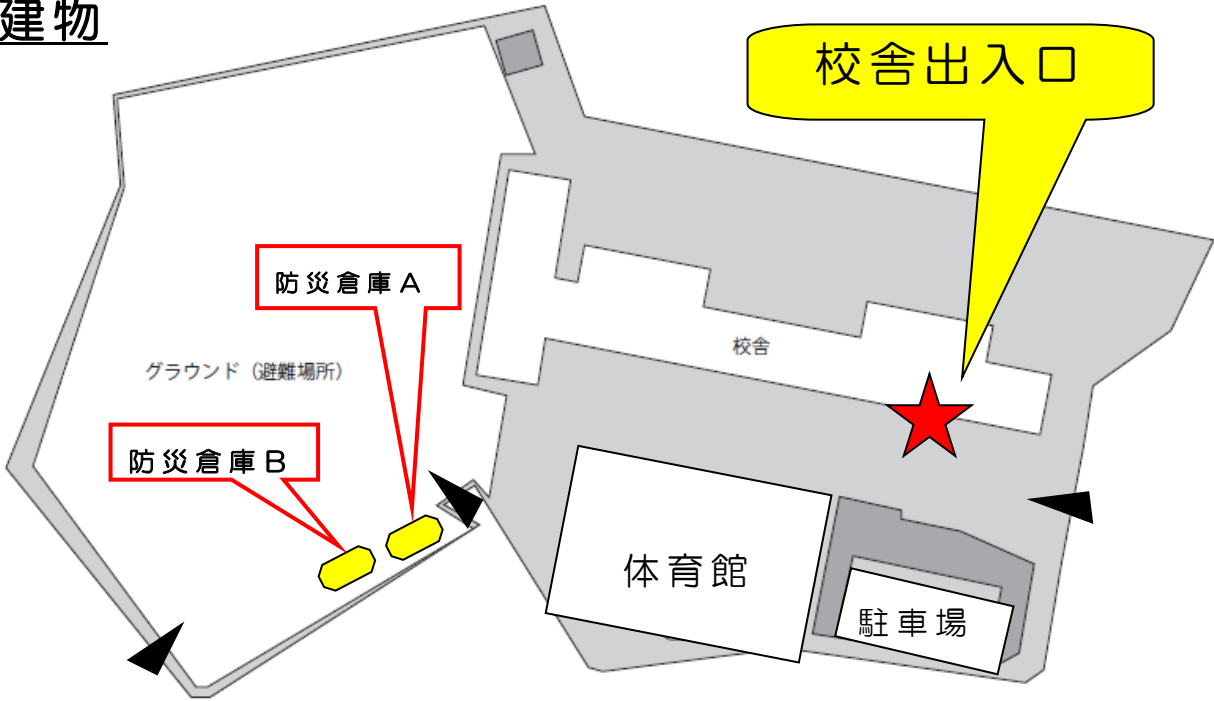 建物
校舎出入口
防災倉庫A
校舎
グラウンド（避難場所）
防災倉庫B
体育館
駐車場